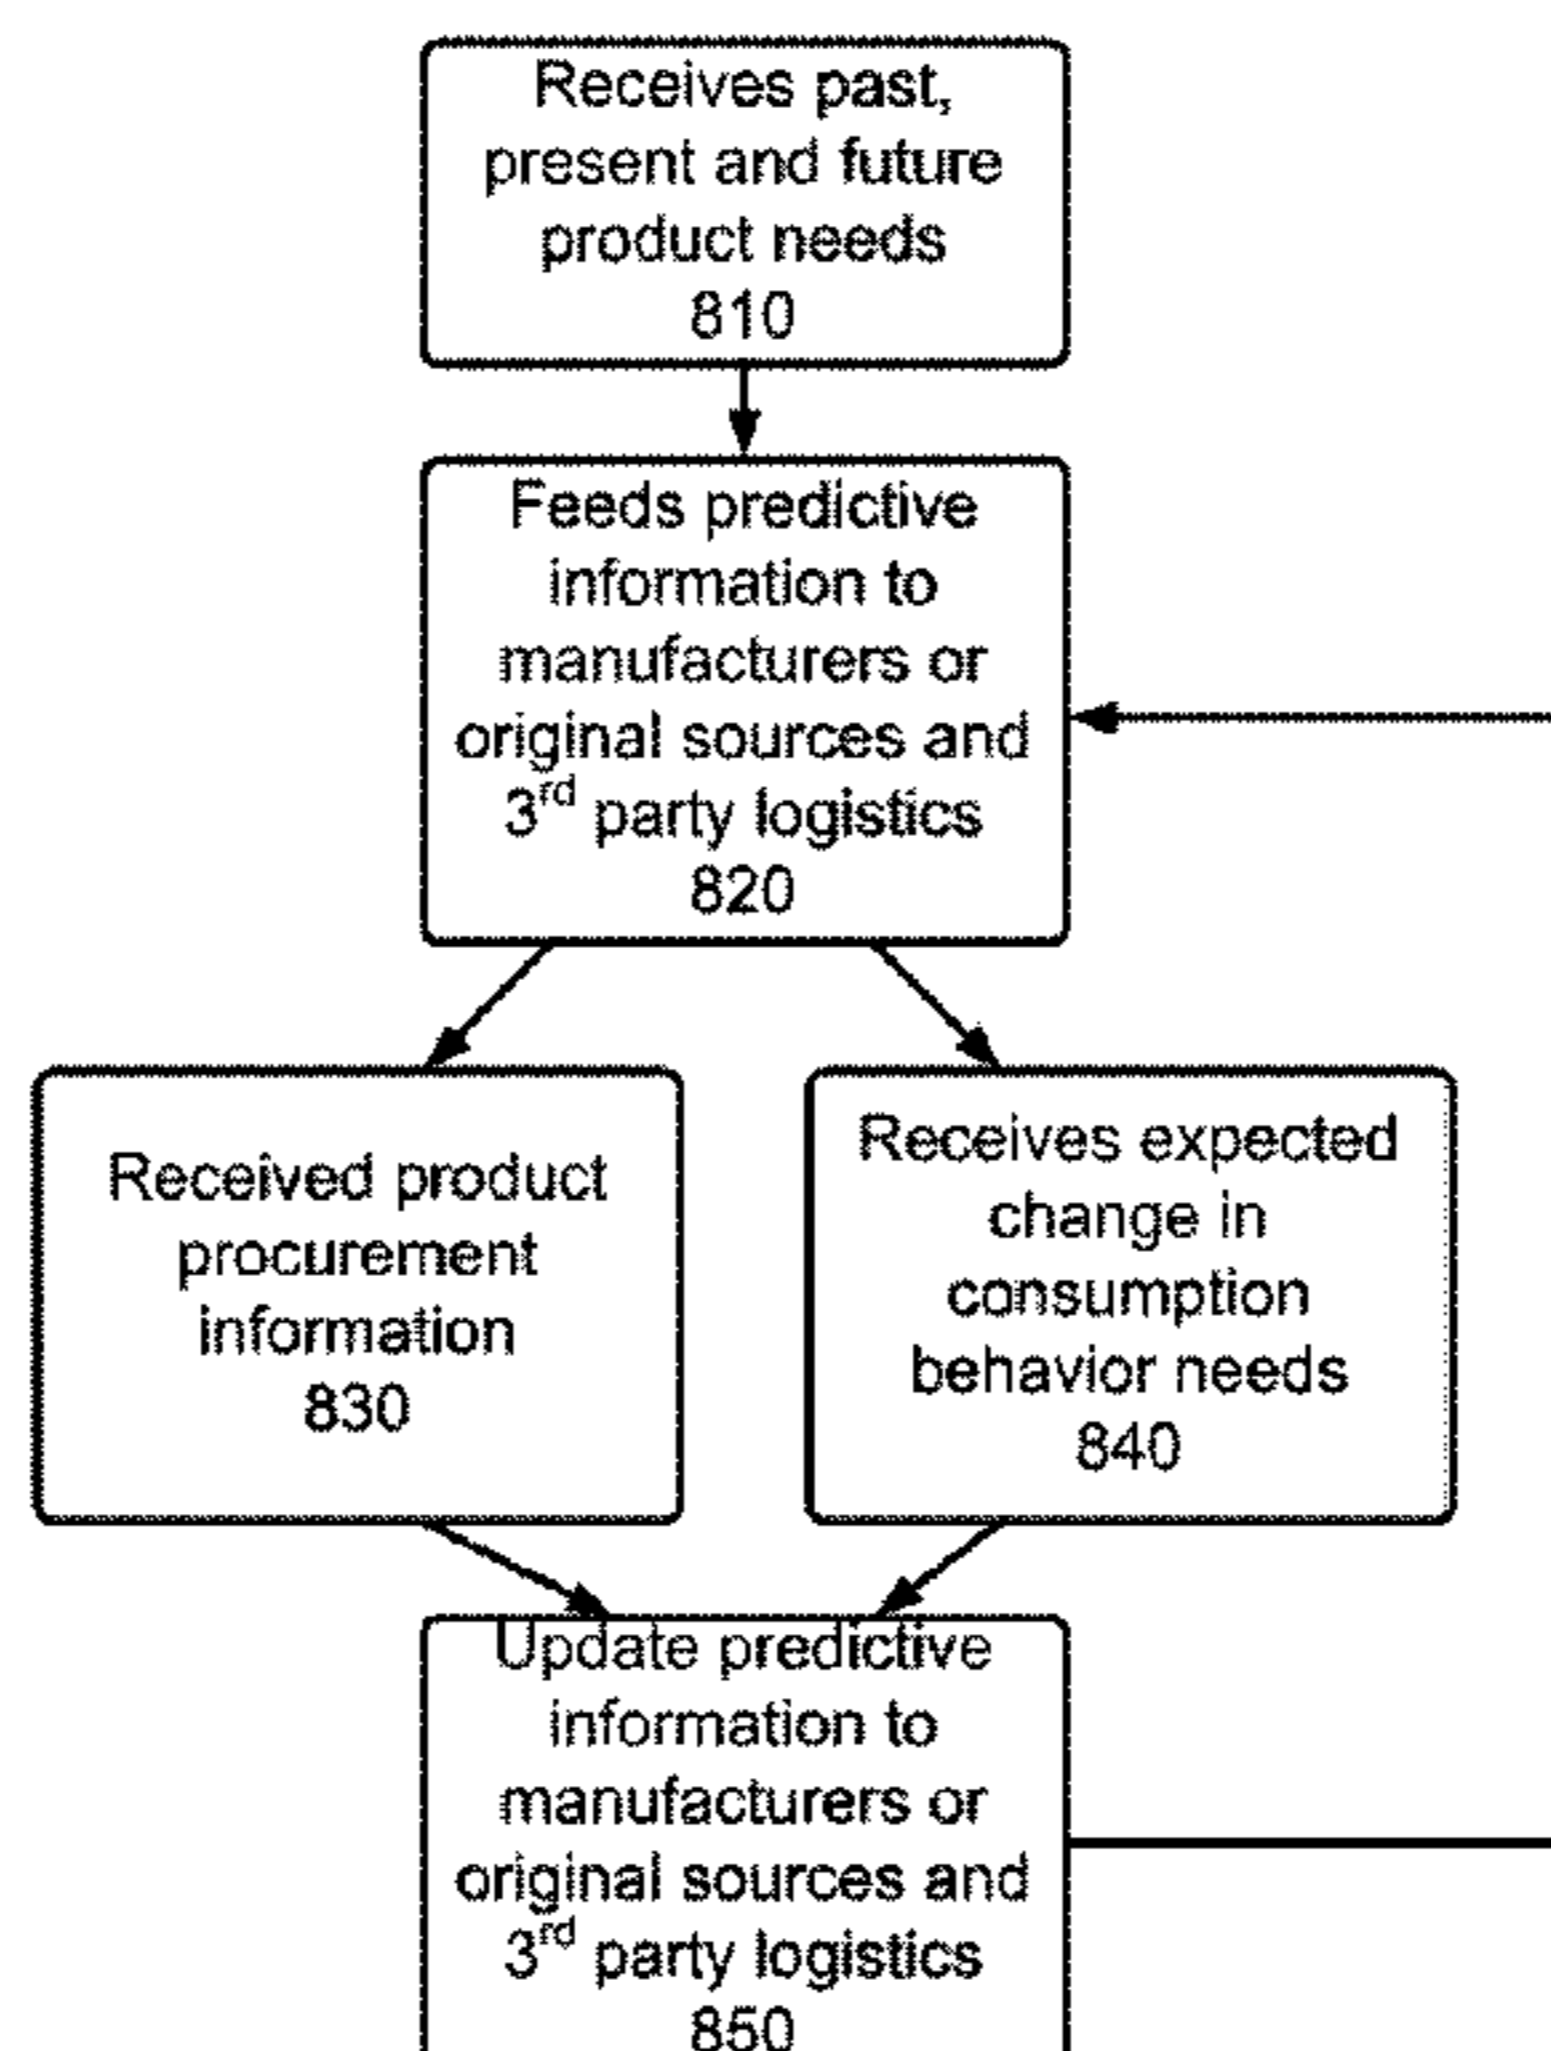 Receives past,
present and future
product needs
810
Feeds predictive
information to
manufacturers or
original sources and
3rd party logistics
820
Received product
procurement
information
830
Receives expected
change in
consumption
behavior needs
840
Update predictive
information to
manufacturers or
original sources and
3rd party logistics
850